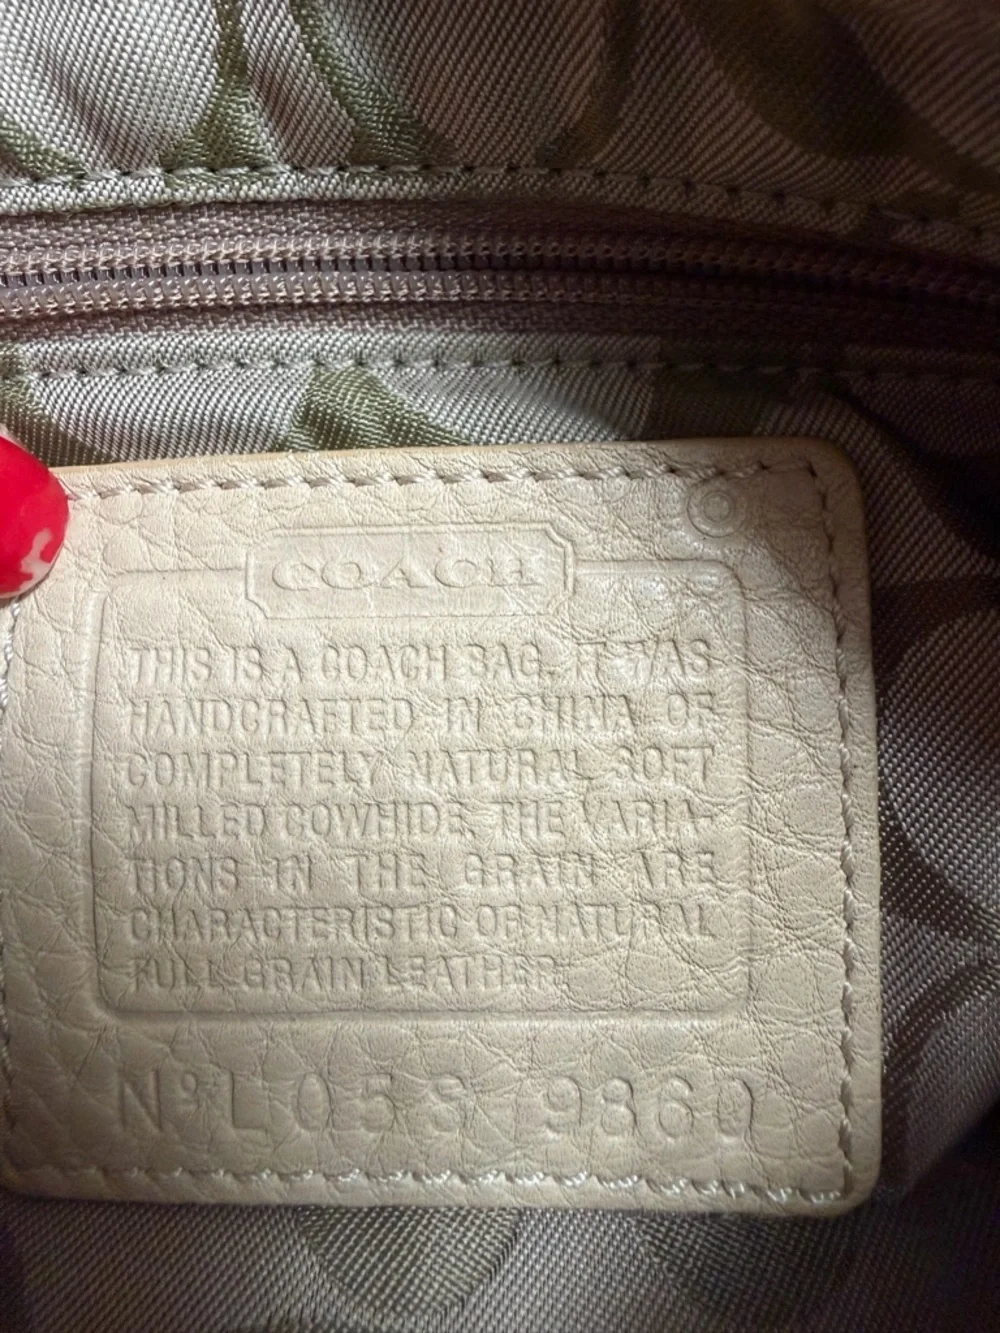 COACH
THIS IS A COACH BAG. IT WAS
HANDCRAFTED IN CHINA OF
COMPLETELY NATURAL SOFT
MILLED COWHIDE. THE VARIA-
TIONS IN THE GRAIN ARE
CHARACTERISTIC OF NATURAL
FULL GRAIN LEATHER.
Nº L05S 9860